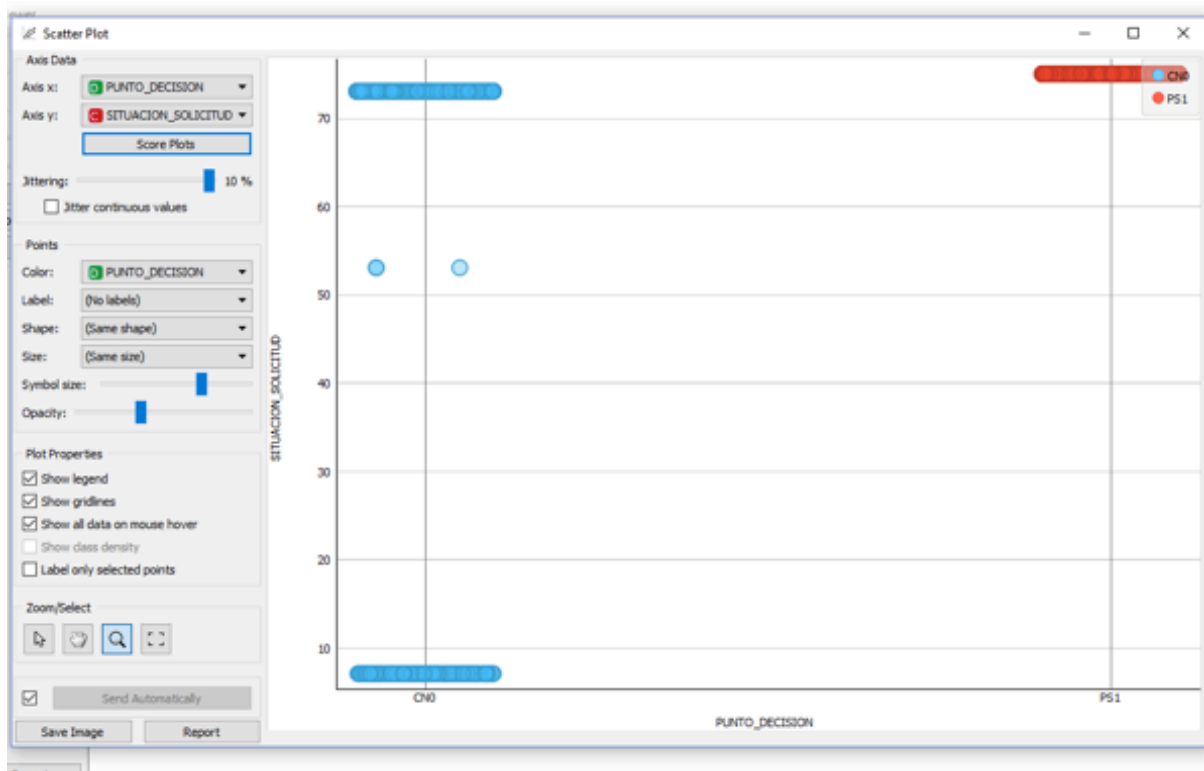 Scatter Plot
Axis Data
Axis x: D PUNTO_DECISION
Axis y: C SITUACION_SOLICITUD
Score Plots
Jittering: 10 %
Jitter continuous values
Points
Color: D PUNTO_DECISION
Label: (No labels)
Shape: (Same shape)
Size: (Same size)
Symbol size:
Opacity:
Plot Properties
Show legend
Show gridlines
Show all data on mouse hover
Show class density
Label only selected points
Zoom/Select
Send Automatically
Save Image Report
SITUACION_SOLICITUD
70
60
50
40
30
20
10
CN0 PS1
PUNTO_DECISION
CN0
PS1